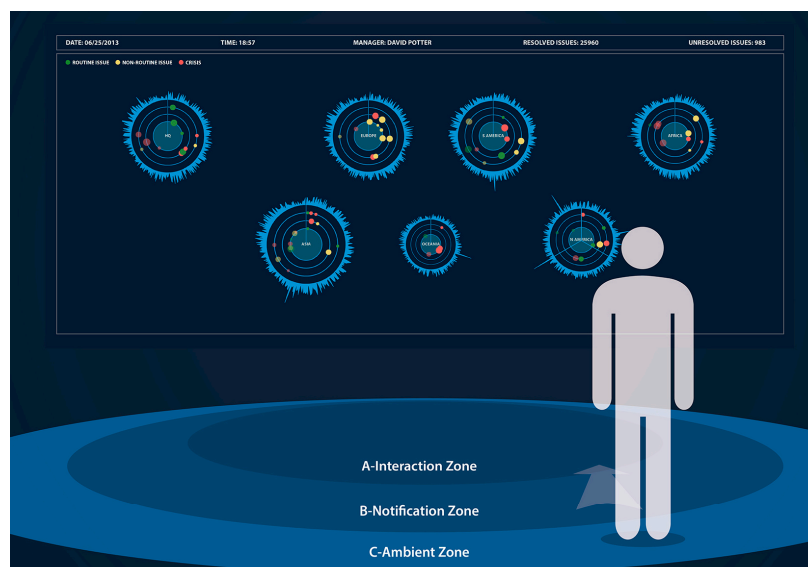 DATE: 06/25/2013 TIME: 18:57 MANAGER: DAVID POTTER RESOLVED ISSUES: 25960 UNRESOLVED ISSUES: 983
ROUTINE ISSUE NON-ROUTINE ISSUE CRISIS
HQ EUROPE S AMERICA AFRICA
ASIA OCEANIA N AMERICA
A-Interaction Zone
B-Notification Zone
C-Ambient Zone